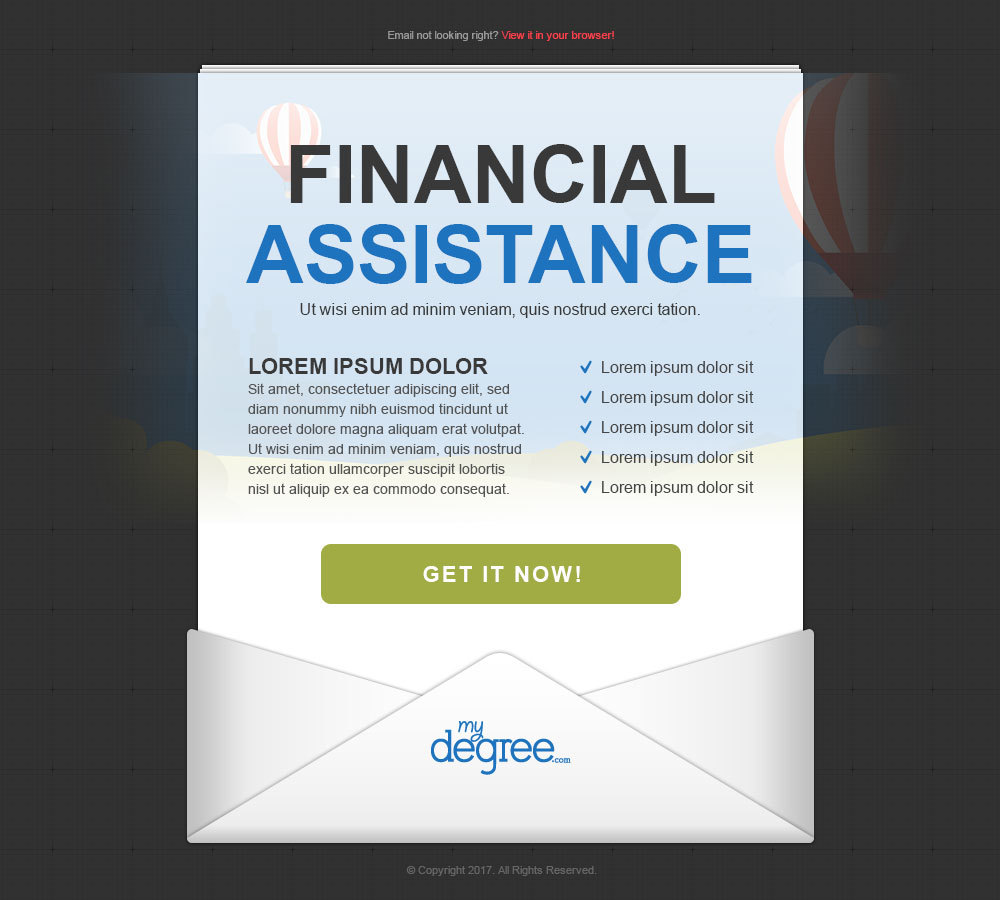 Email not looking right? View it in your browser!
FINANCIAL
ASSISTANCE
Ut wisi enim ad minim veniam, quis nostrud exerci tation.
LOREM IPSUM DOLOR
Sit amet, consectetuer adipiscing elit, sed
diam nonummy nibh euismod tincidunt ut
laoreet dolore magna aliquam erat volutpat.
Ut wisi enim ad minim veniam, quis nostrud
exerci tation ullamcorper suscipit lobortis
nisl ut aliquip ex ea commodo consequat.
Lorem ipsum dolor sit
Lorem ipsum dolor sit
Lorem ipsum dolor sit
Lorem ipsum dolor sit
Lorem ipsum dolor sit
GET IT NOW!
my
degree.com
© Copyright 2017. All Rights Reserved.